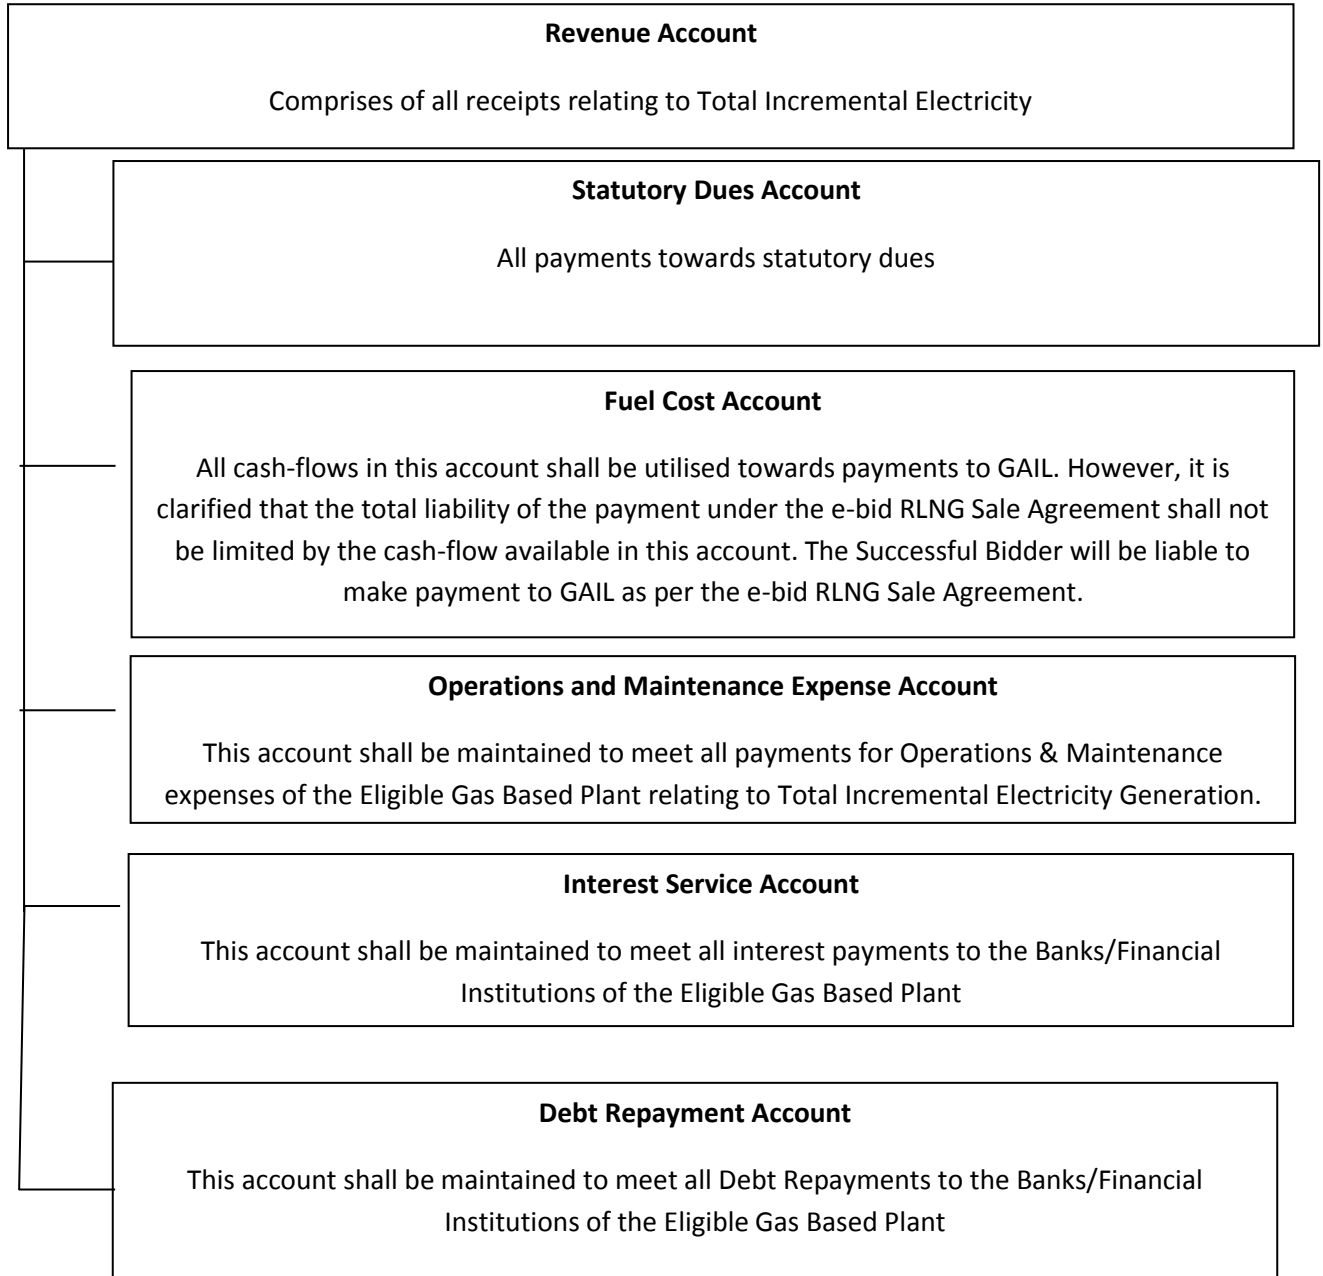 Revenue Account
Comprises of all receipts relating to Total Incremental Electricity
Statutory Dues Account
All payments towards statutory dues
Fuel Cost Account
All cash-flows in this account shall be utilised towards payments to GAIL. However, it is
clarified that the total liability of the payment under the e-bid RLNG Sale Agreement shall not
be limited by the cash-flow available in this account. The Successful Bidder will be liable to
make payment to GAIL as per the e-bid RLNG Sale Agreement.
Operations and Maintenance Expense Account
This account shall be maintained to meet all payments for Operations & Maintenance
expenses of the Eligible Gas Based Plant relating to Total Incremental Electricity Generation.
Interest Service Account
This account shall be maintained to meet all interest payments to the Banks/Financial
Institutions of the Eligible Gas Based Plant
Debt Repayment Account
This account shall be maintained to meet all Debt Repayments to the Banks/Financial
Institutions of the Eligible Gas Based Plant